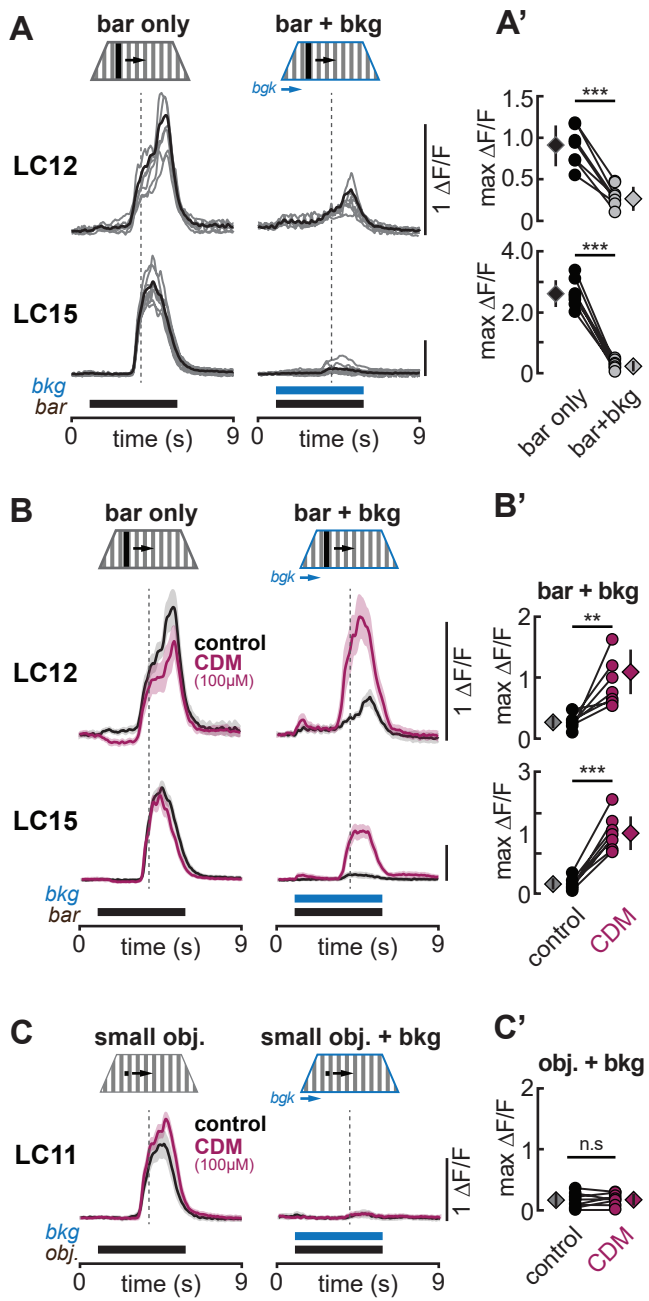 A
bar only
bar + bkg
A'
bgk
LC12
1 ΔF/F
max ΔF/F
1.5
1.0
0.5
0
***
LC15
max ΔF/F
4.0
2.0
0
***
bkg
bar
0 time (s) 9
0 time (s) 9
bar only
bar+bkg
B
bar only
bar + bkg
B'
bgk
bar + bkg
LC12
control
CDM
(100µM)
1 ΔF/F
max ΔF/F
2
1
0
**
LC15
max ΔF/F
3
1
0
***
bkg
bar
0 time (s) 9
0 time (s) 9
control
CDM
C
small obj.
small obj. + bkg
C'
bgk
obj. + bkg
LC11
control
CDM
(100µM)
1 ΔF/F
max ΔF/F
2
1
0
n.s
bkg
obj.
0 time (s) 9
0 time (s) 9
control
CDM